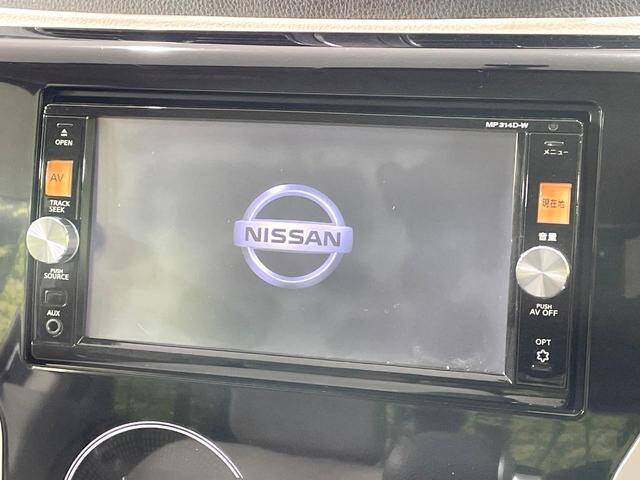 MP314D-W
OPEN
AV
TRACK
SEEK
PUSH
SOURCE
AUX
NISSAN
メニュー
現在地
音量
PUSH
AV OFF
OPT